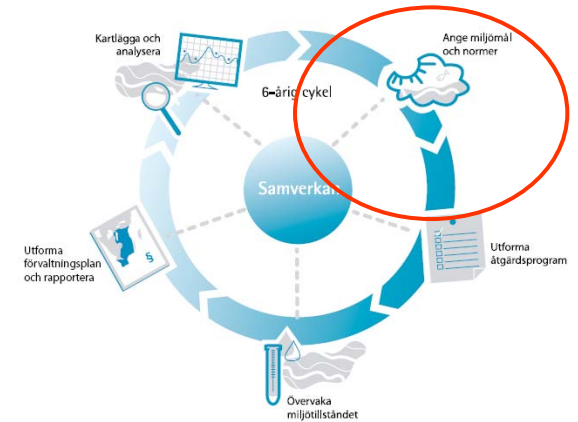 Kartlägga och
analysera
Ange miljömål
och normer
6-årig cykel
Samverkan
Utforma
förvaltningsplan
och rapportera
§
Utforma
åtgärdsprogram
Övervaka
miljötillståndet